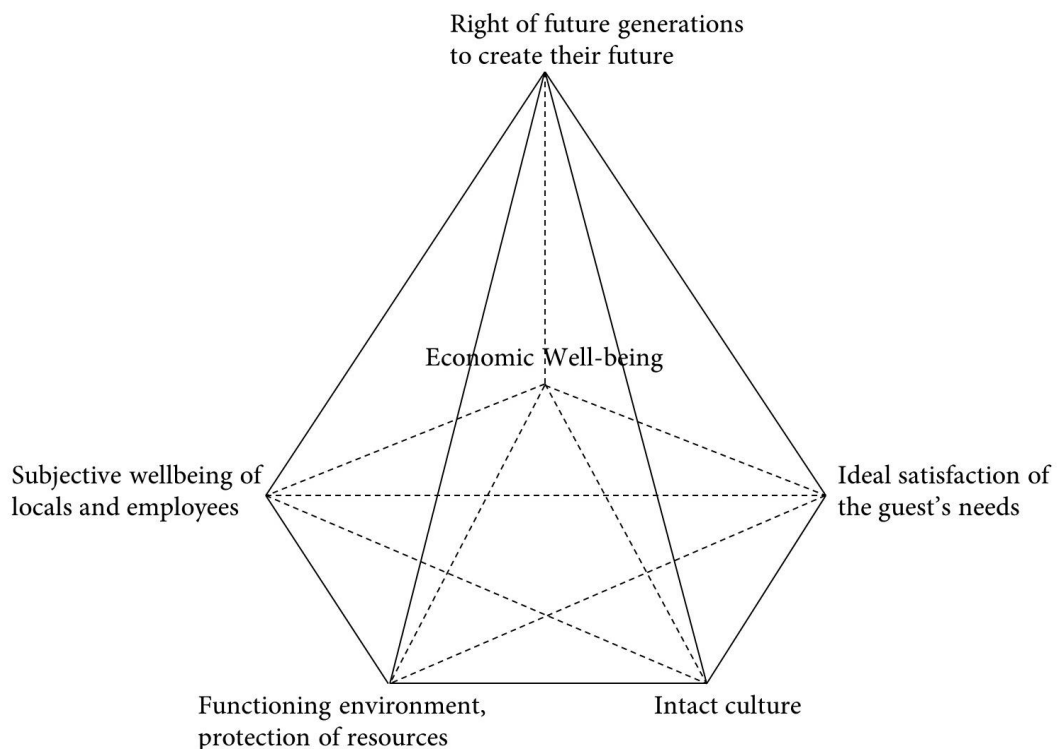 Right of future generations
to create their future
Economic Well-being
Subjective wellbeing of
locals and employees
Ideal satisfaction of
the guest’s needs
Functioning environment,
protection of resources
Intact culture